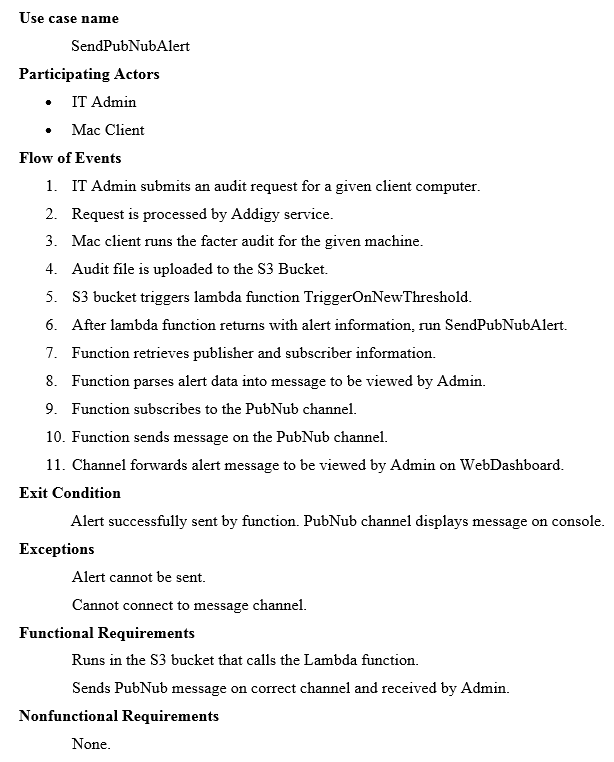 Use case name
SendPubNubAlert
Participating Actors
• IT Admin
• Mac Client
Flow of Events
1. IT Admin submits an audit request for a given client computer.
2. Request is processed by Addigy service.
3. Mac client runs the facter audit for the given machine.
4. Audit file is uploaded to the S3 Bucket.
5. S3 bucket triggers lambda function TriggerOnNewThreshold.
6. After lambda function returns with alert information, run SendPubNubAlert.
7. Function retrieves publisher and subscriber information.
8. Function parses alert data into message to be viewed by Admin.
9. Function subscribes to the PubNub channel.
10. Function sends message on the PubNub channel.
11. Channel forwards alert message to be viewed by Admin on WebDashboard.
Exit Condition
Alert successfully sent by function. PubNub channel displays message on console.
Exceptions
Alert cannot be sent.
Cannot connect to message channel.
Functional Requirements
Runs in the S3 bucket that calls the Lambda function.
Sends PubNub message on correct channel and received by Admin.
Nonfunctional Requirements
None.